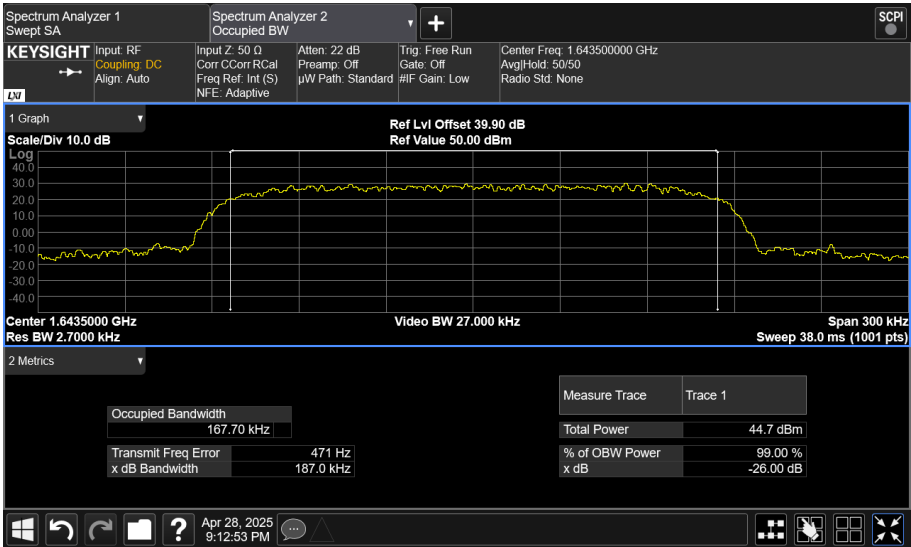 Spectrum Analyzer 1
Swept SA
Spectrum Analyzer 2
Occupied BW
SCPI
KEYSIGHT
LXI
Input: RF
Coupling: DC
Align: Auto
Input Z: 50 Ω
Corr CCorr RCal
Freq Ref: Int (S)
NFE: Adaptive
Atten: 22 dB
Preamp: Off
µW Path: Standard
Trig: Free Run
Gate: Off
#IF Gain: Low
Center Freq: 1.643500000 GHz
Avg|Hold: 50/50
Radio Std: None
1 Graph
Scale/Div 10.0 dB
Ref Lvl Offset 39.90 dB
Ref Value 50.00 dBm
Log
40.0
30.0
20.0
10.0
0.00
-10.0
-20.0
-30.0
-40.0
Center 1.6435000 GHz
Video BW 27.000 kHz
Span 300 kHz
Res BW 2.7000 kHz
Sweep 38.0 ms (1001 pts)
2 Metrics
Occupied Bandwidth
167.70 kHz
Transmit Freq Error 471 Hz
x dB Bandwidth 187.0 kHz
Measure Trace Trace 1
Total Power 44.7 dBm
% of OBW Power 99.00 %
x dB -26.00 dB
?
Apr 28, 2025
9:12:53 PM